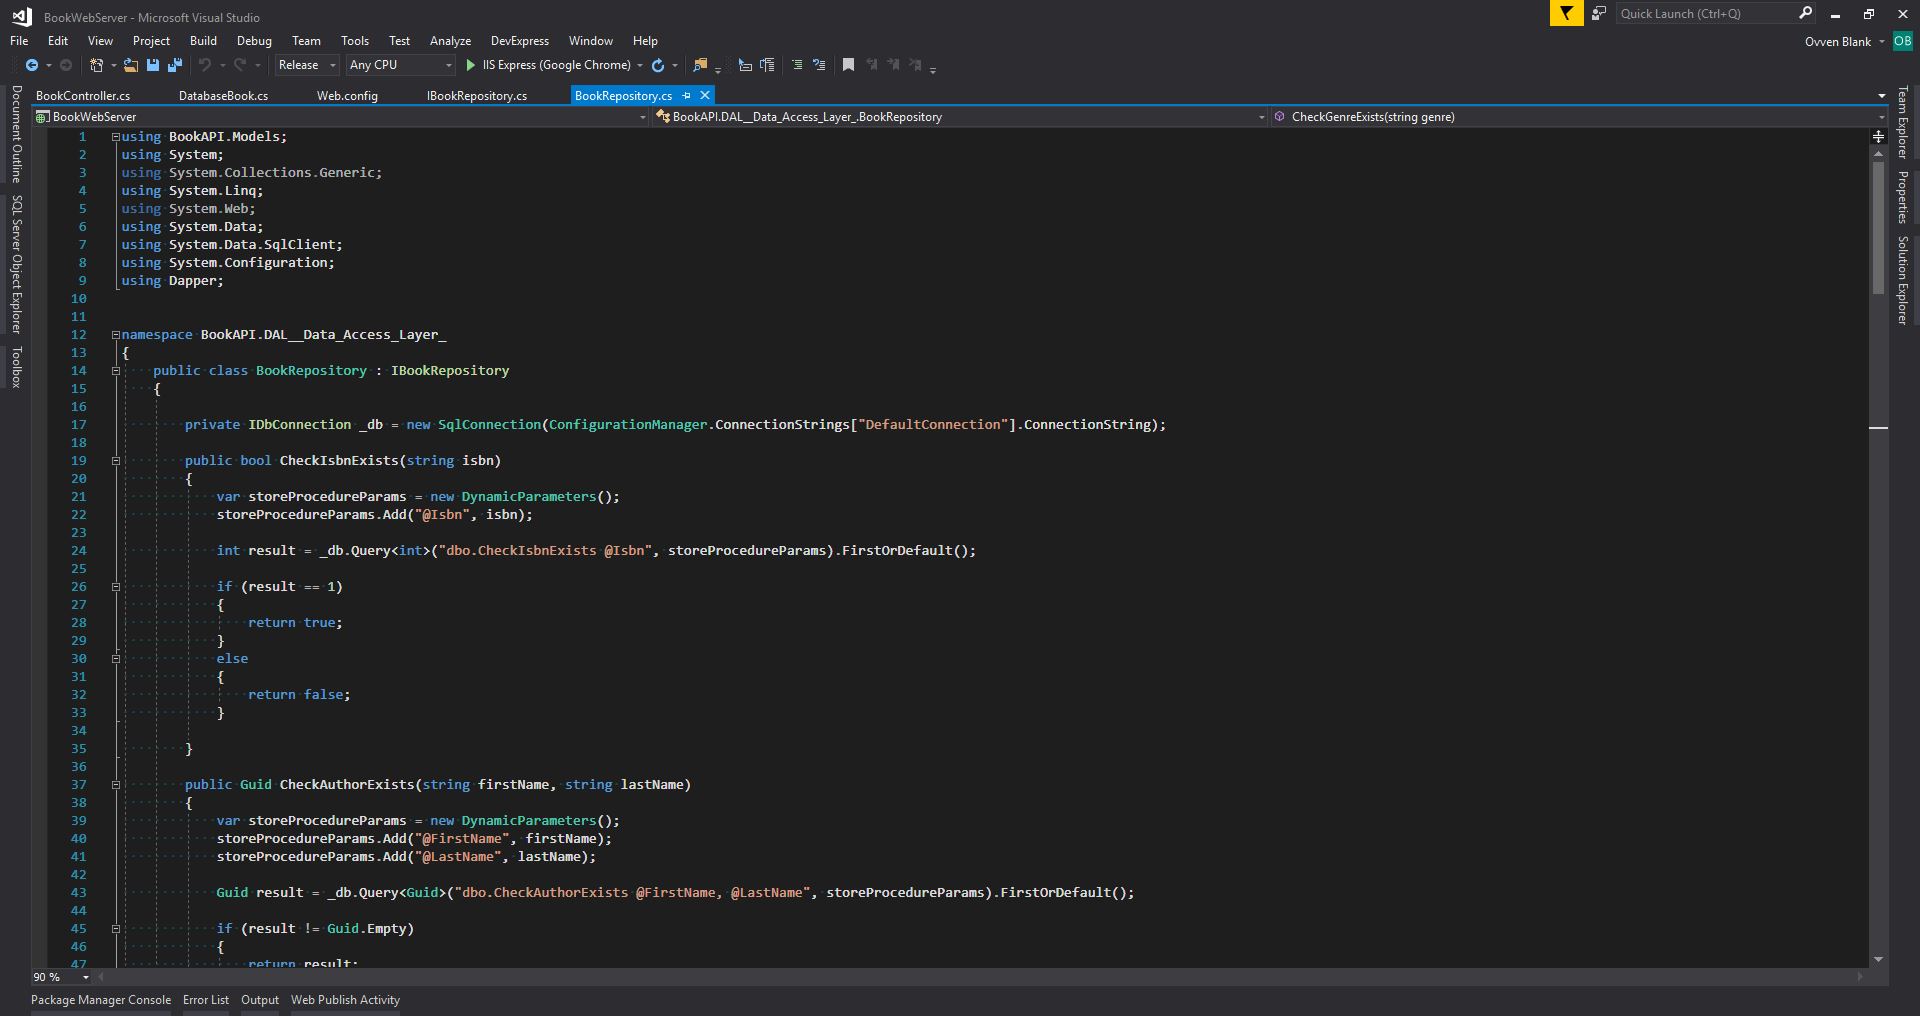 BookWebServer - Microsoft Visual Studio
Quick Launch (Ctrl+Q)
File Edit View Project Build Debug Team Tools Test Analyze DevExpress Window Help
Ovven Blank OB
Release Any CPU IIS Express (Google Chrome)
BookController.cs DatabaseBook.cs Web.config IBookRepository.cs BookRepository.cs
BookWebServer BookAPI.DAL__Data_Access_Layer_.BookRepository CheckGenreExists(string genre)
Document Outline
SQL Server Object Explorer
Toolbox
1 using BookAPI.Models;
2 using System;
3 using System.Collections.Generic;
4 using System.Linq;
5 using System.Web;
6 using System.Data;
7 using System.Data.SqlClient;
8 using System.Configuration;
9 using Dapper;
10
11
12 namespace BookAPI.DAL__Data_Access_Layer_
13 {
14 public class BookRepository : IBookRepository
15 {
16
17 private IDbConnection _db = new SqlConnection(ConfigurationManager.ConnectionStrings["DefaultConnection"].ConnectionString);
18
19 public bool CheckIsbnExists(string isbn)
20 {
21 var storeProcedureParams = new DynamicParameters();
22 storeProcedureParams.Add("@Isbn", isbn);
23
24 int result = _db.Query<int>("dbo.CheckIsbnExists @Isbn", storeProcedureParams).FirstOrDefault();
25
26 if (result == 1)
27 {
28 return true;
29 }
30 else
31 {
32 return false;
33 }
34
35 }
36
37 public Guid CheckAuthorExists(string firstName, string lastName)
38 {
39 var storeProcedureParams = new DynamicParameters();
40 storeProcedureParams.Add("@FirstName", firstName);
41 storeProcedureParams.Add("@LastName", lastName);
42
43 Guid result = _db.Query<Guid>("dbo.CheckAuthorExists @FirstName, @LastName", storeProcedureParams).FirstOrDefault();
44
45 if (result != Guid.Empty)
46 {
47 return result;
Team Explorer
Properties
Solution Explorer
90 %
Package Manager Console Error List Output Web Publish Activity